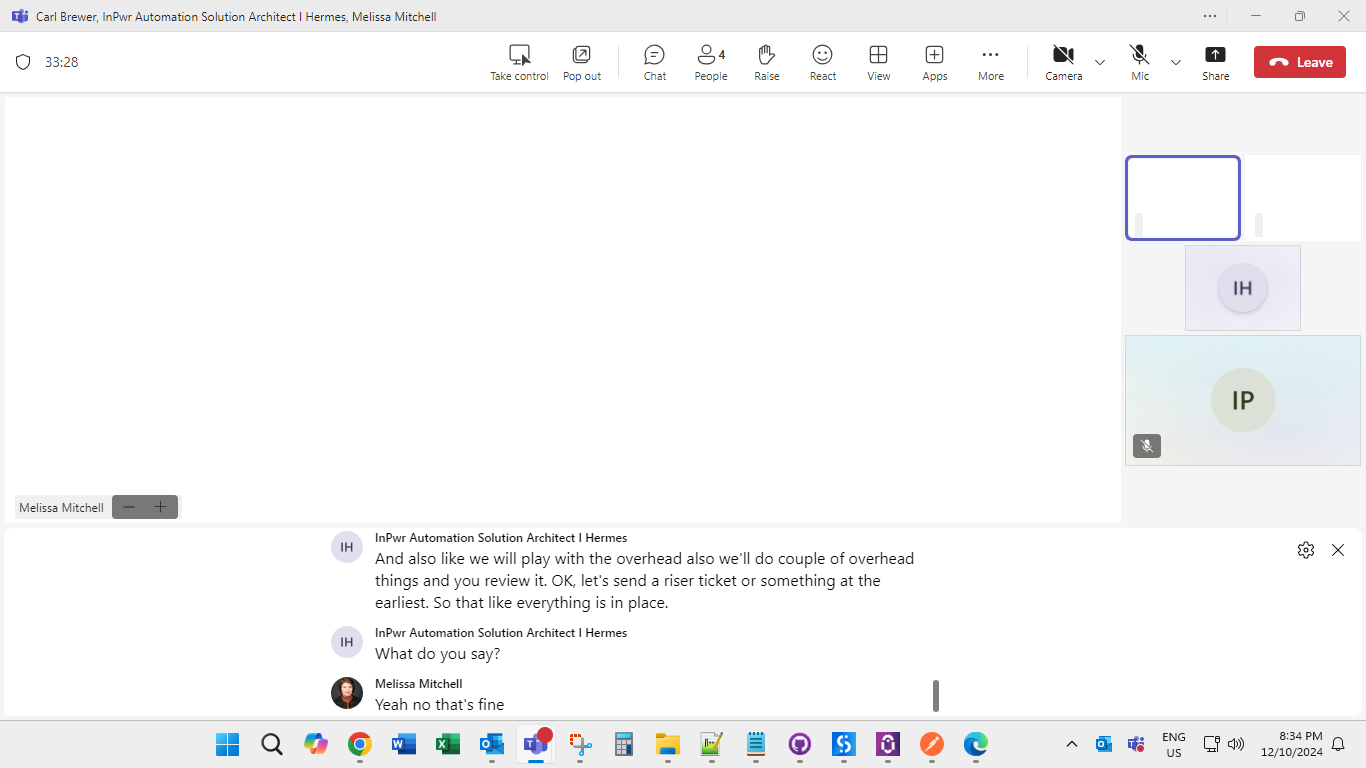 Carl Brewer, InPwr Automation Solution Architect I Hermes, Melissa Mitchell
33:28
Take control
Pop out
Chat
4
People
Raise
React
View
Apps
More
Camera
Mic
Share
Leave
IH
IP
Melissa Mitchell
IH
InPwr Automation Solution Architect I Hermes
And also like we will play with the overhead also we'll do couple of overhead
things and you review it. OK, let's send a riser ticket or something at the
earliest. So that like everything is in place.
IH
InPwr Automation Solution Architect I Hermes
What do you say?
Melissa Mitchell
Yeah no that's fine
ENG
US
8:34 PM
12/10/2024